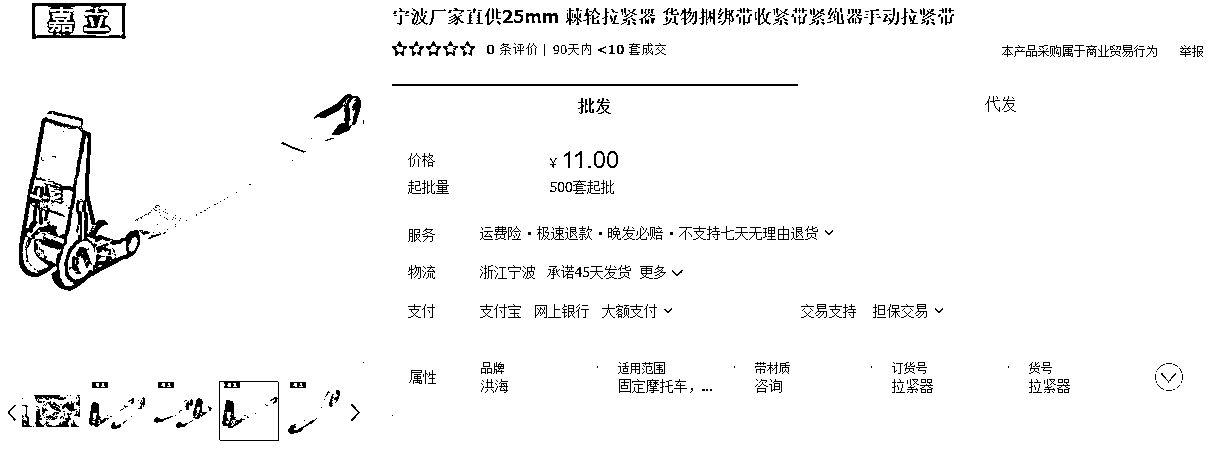 嘉立
宁波厂家直供25mm 棘轮拉紧器 货物捆绑带收紧带紧绳器手动拉紧带
0 条评价 | 90天内 <10 套成交
本产品采购属于商业贸易行为 举报
批发 代发
价格 ¥ 11.00
起批量 500套起批
服务 运费险·极速退款·晚发必赔·不支持七天无理由退货
物流 浙江宁波 承诺45天发货 更多
支付 支付宝 网上银行 大额支付 交易支持 担保交易
属性
品牌 适用范围 带材质 订货号 货号
洪海 固定摩托车，... 咨询 拉紧器 拉紧器